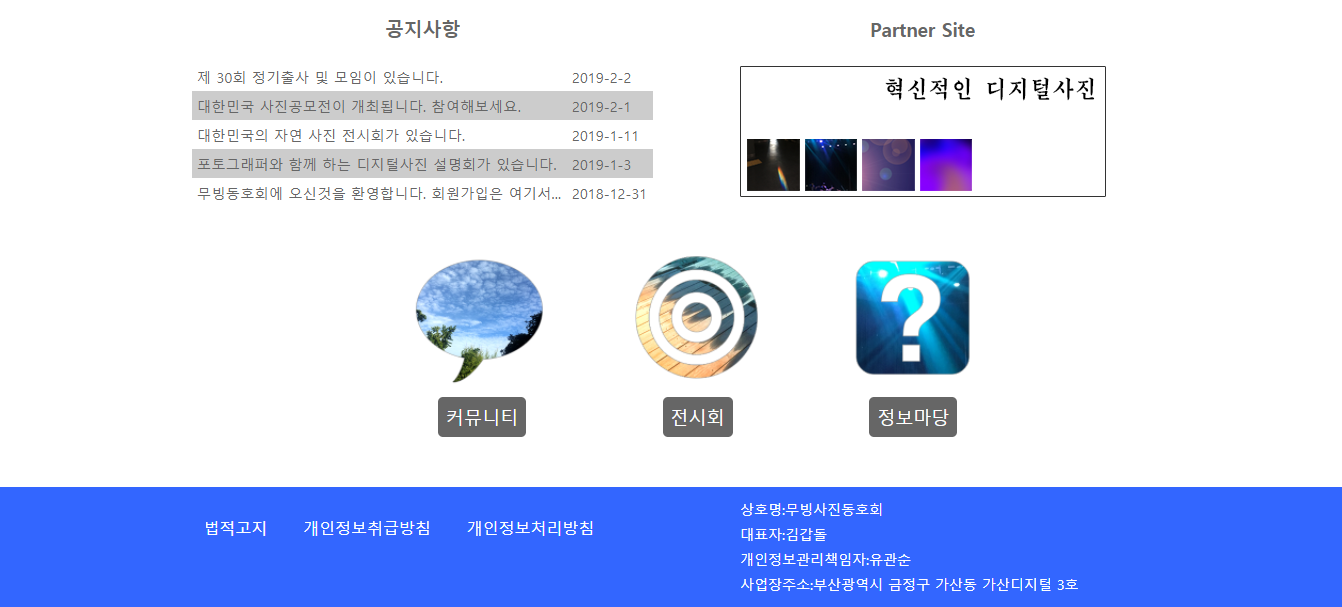 공지사항
제 30회 정기출사 및 모임이 있습니다. 2019-2-2
대한민국 사진공모전이 개최됩니다. 참여해보세요. 2019-2-1
대한민국의 자연 사진 전시회가 있습니다. 2019-1-11
포토그래퍼와 함께 하는 디지털사진 설명회가 있습니다. 2019-1-3
무빙동호회에 오신것을 환영합니다. 회원가입은 여기서... 2018-12-31
Partner Site
혁신적인 디지털사진
커뮤니티
전시회
정보마당
법적고지 개인정보취급방침 개인정보처리방침
상호명:무빙사진동호회
대표자:김갑돌
개인정보관리책임자:유관순
사업장주소:부산광역시 금정구 가산동 가산디지털 3호